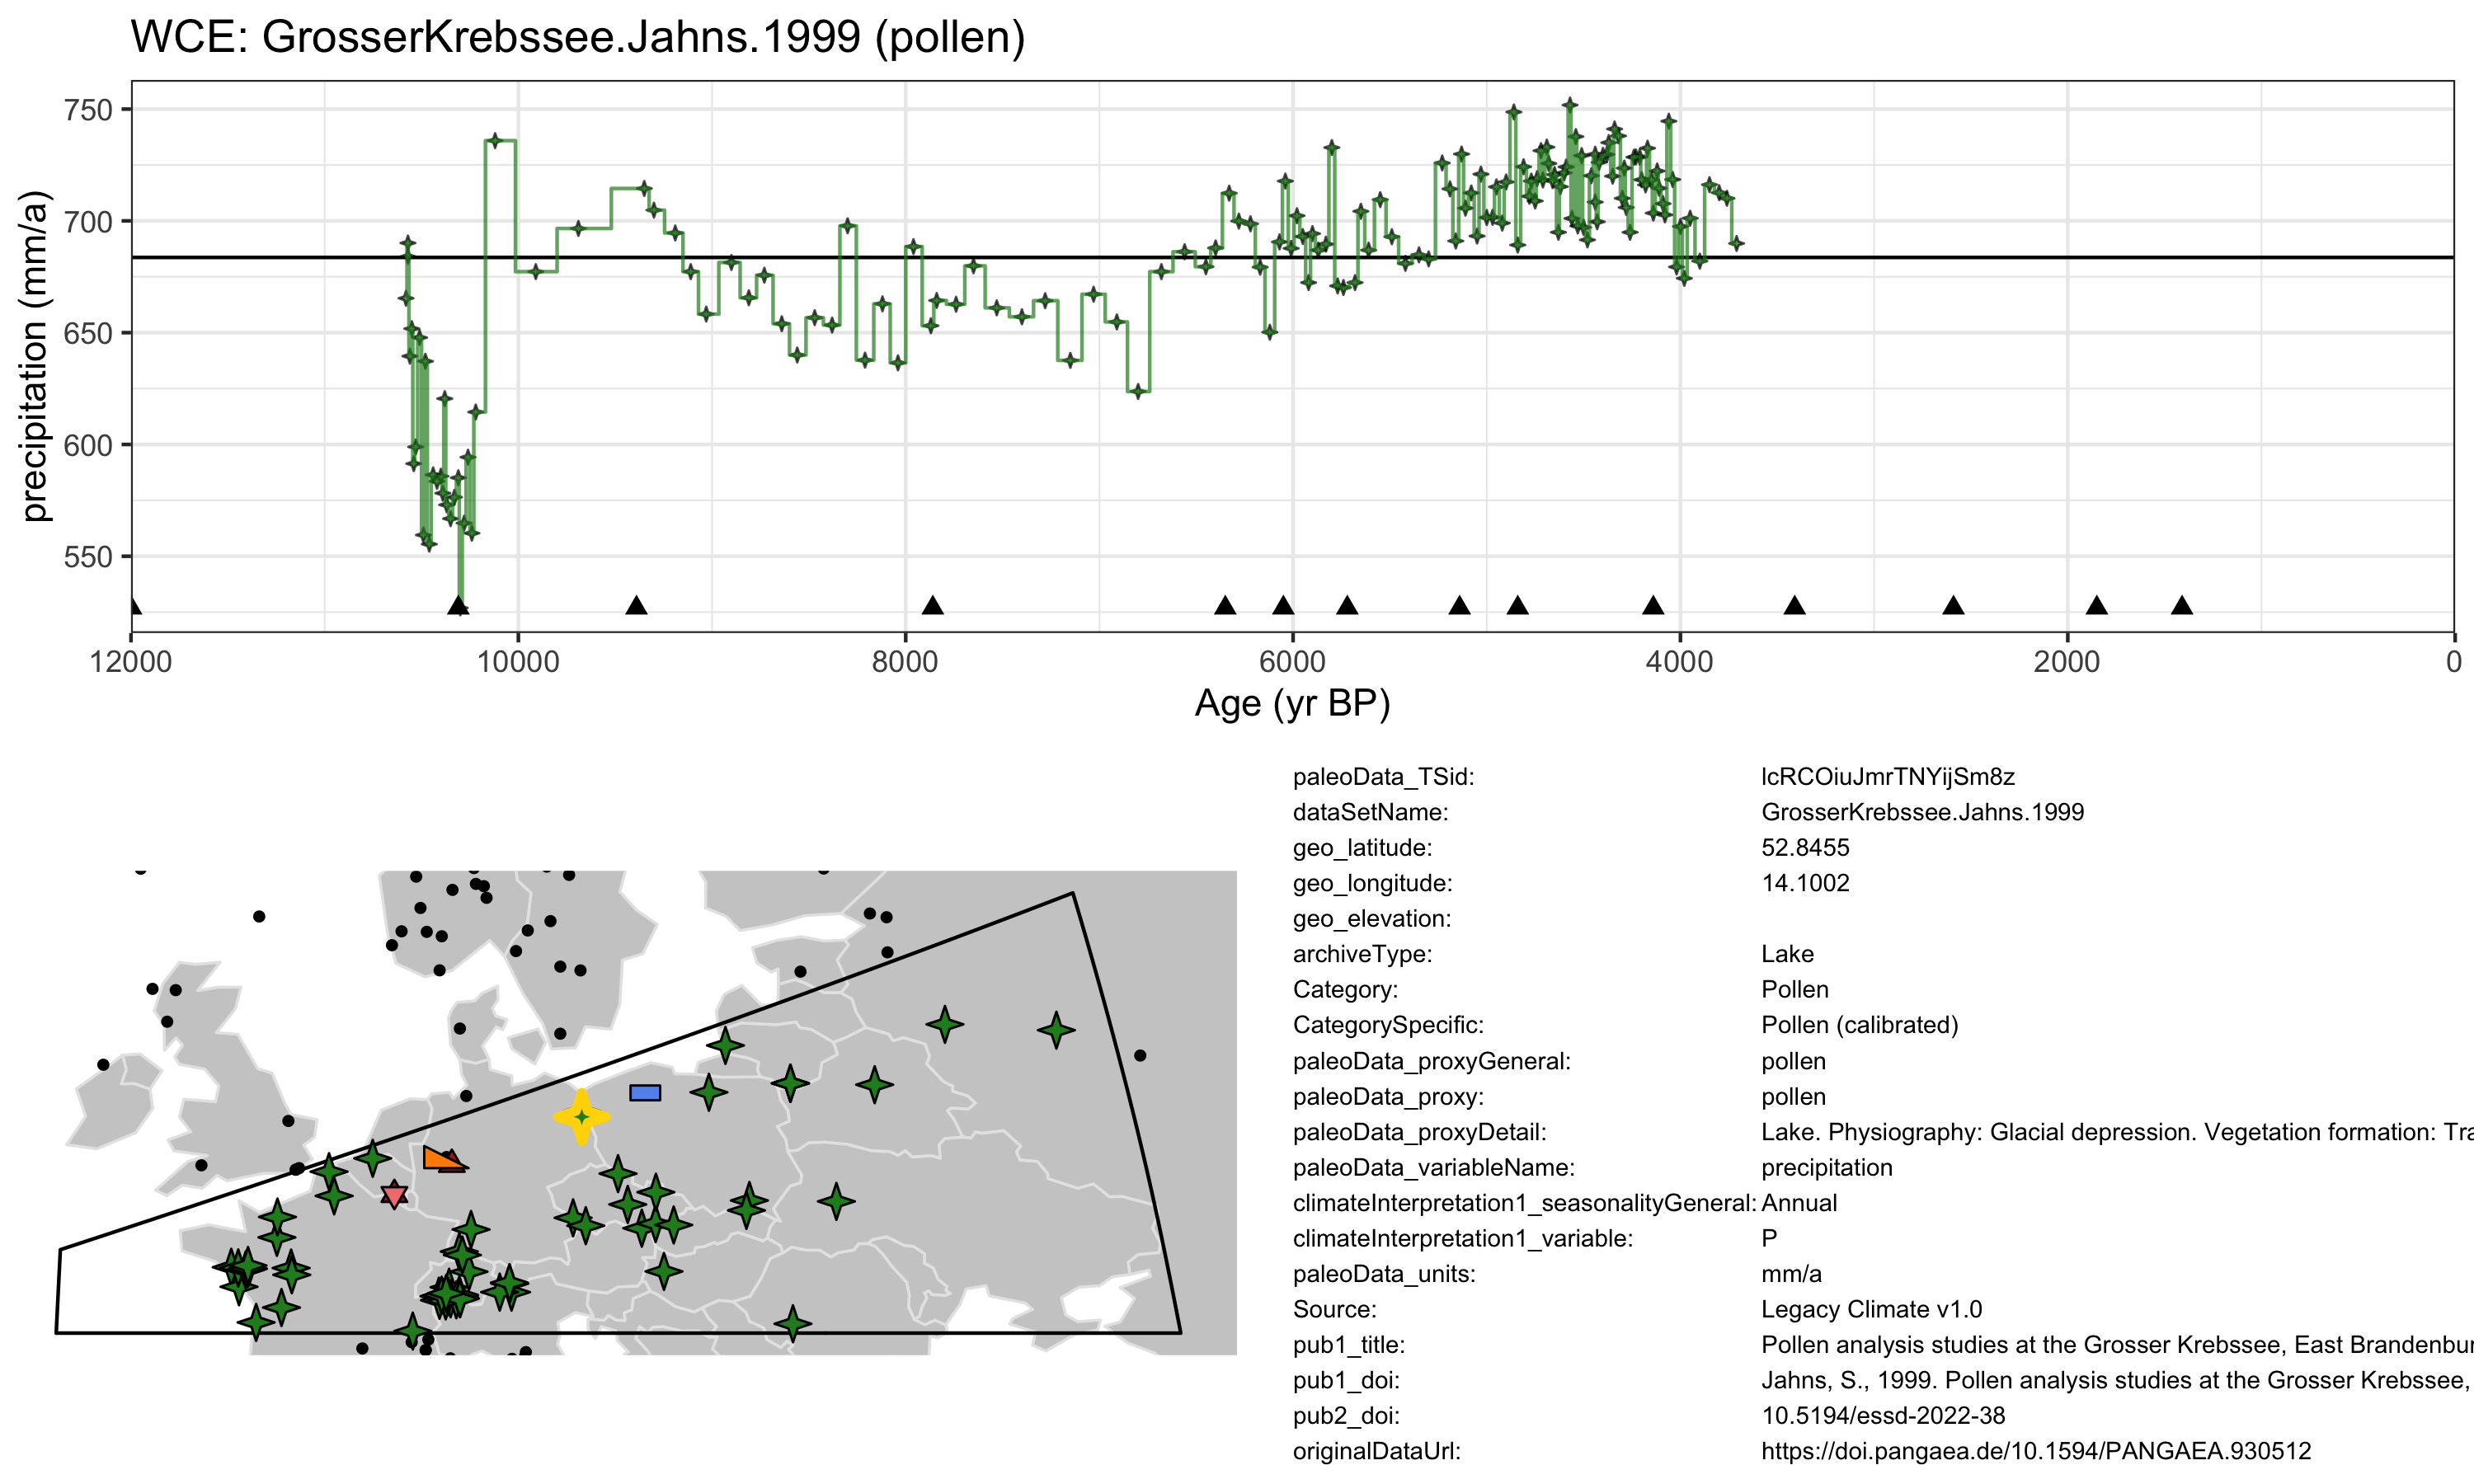 WCE: GrosserKrebssee.Jahns.1999 (pollen)
precipitation (mm/a)
750
700
650
600
550
12000 10000 8000 6000 4000 2000 0
Age (yr BP)
paleoData_TSid: lcRCOiuJmrTNYijSm8z
dataSetName: GrosserKrebssee.Jahns.1999
geo_latitude: 52.8455
geo_longitude: 14.1002
geo_elevation:
archiveType: Lake
Category: Pollen
CategorySpecific: Pollen (calibrated)
paleoData_proxyGeneral: pollen
paleoData_proxy: pollen
paleoData_proxyDetail: Lake. Physiography: Glacial depression. Vegetation formation: Tra
paleoData_variableName: precipitation
climateInterpretation1_seasonalityGeneral: Annual
climateInterpretation1_variable: P
paleoData_units: mm/a
Source: Legacy Climate v1.0
pub1_title: Pollen analysis studies at the Grosser Krebssee, East Brandenbur
pub1_doi: Jahns, S., 1999. Pollen analysis studies at the Grosser Krebssee,
pub2_doi: 10.5194/essd-2022-38
originalDataUrl: https://doi.pangaea.de/10.1594/PANGAEA.930512